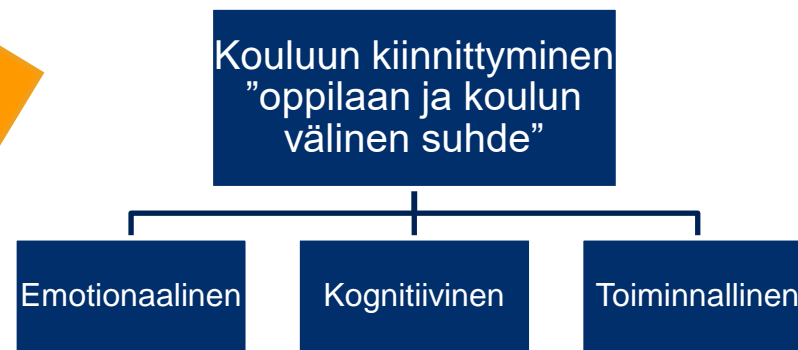 Kouluun kiinnittyminen
”oppilaan ja koulun
välinen suhde”
Emotionaalinen
Kognitiivinen
Toiminnallinen